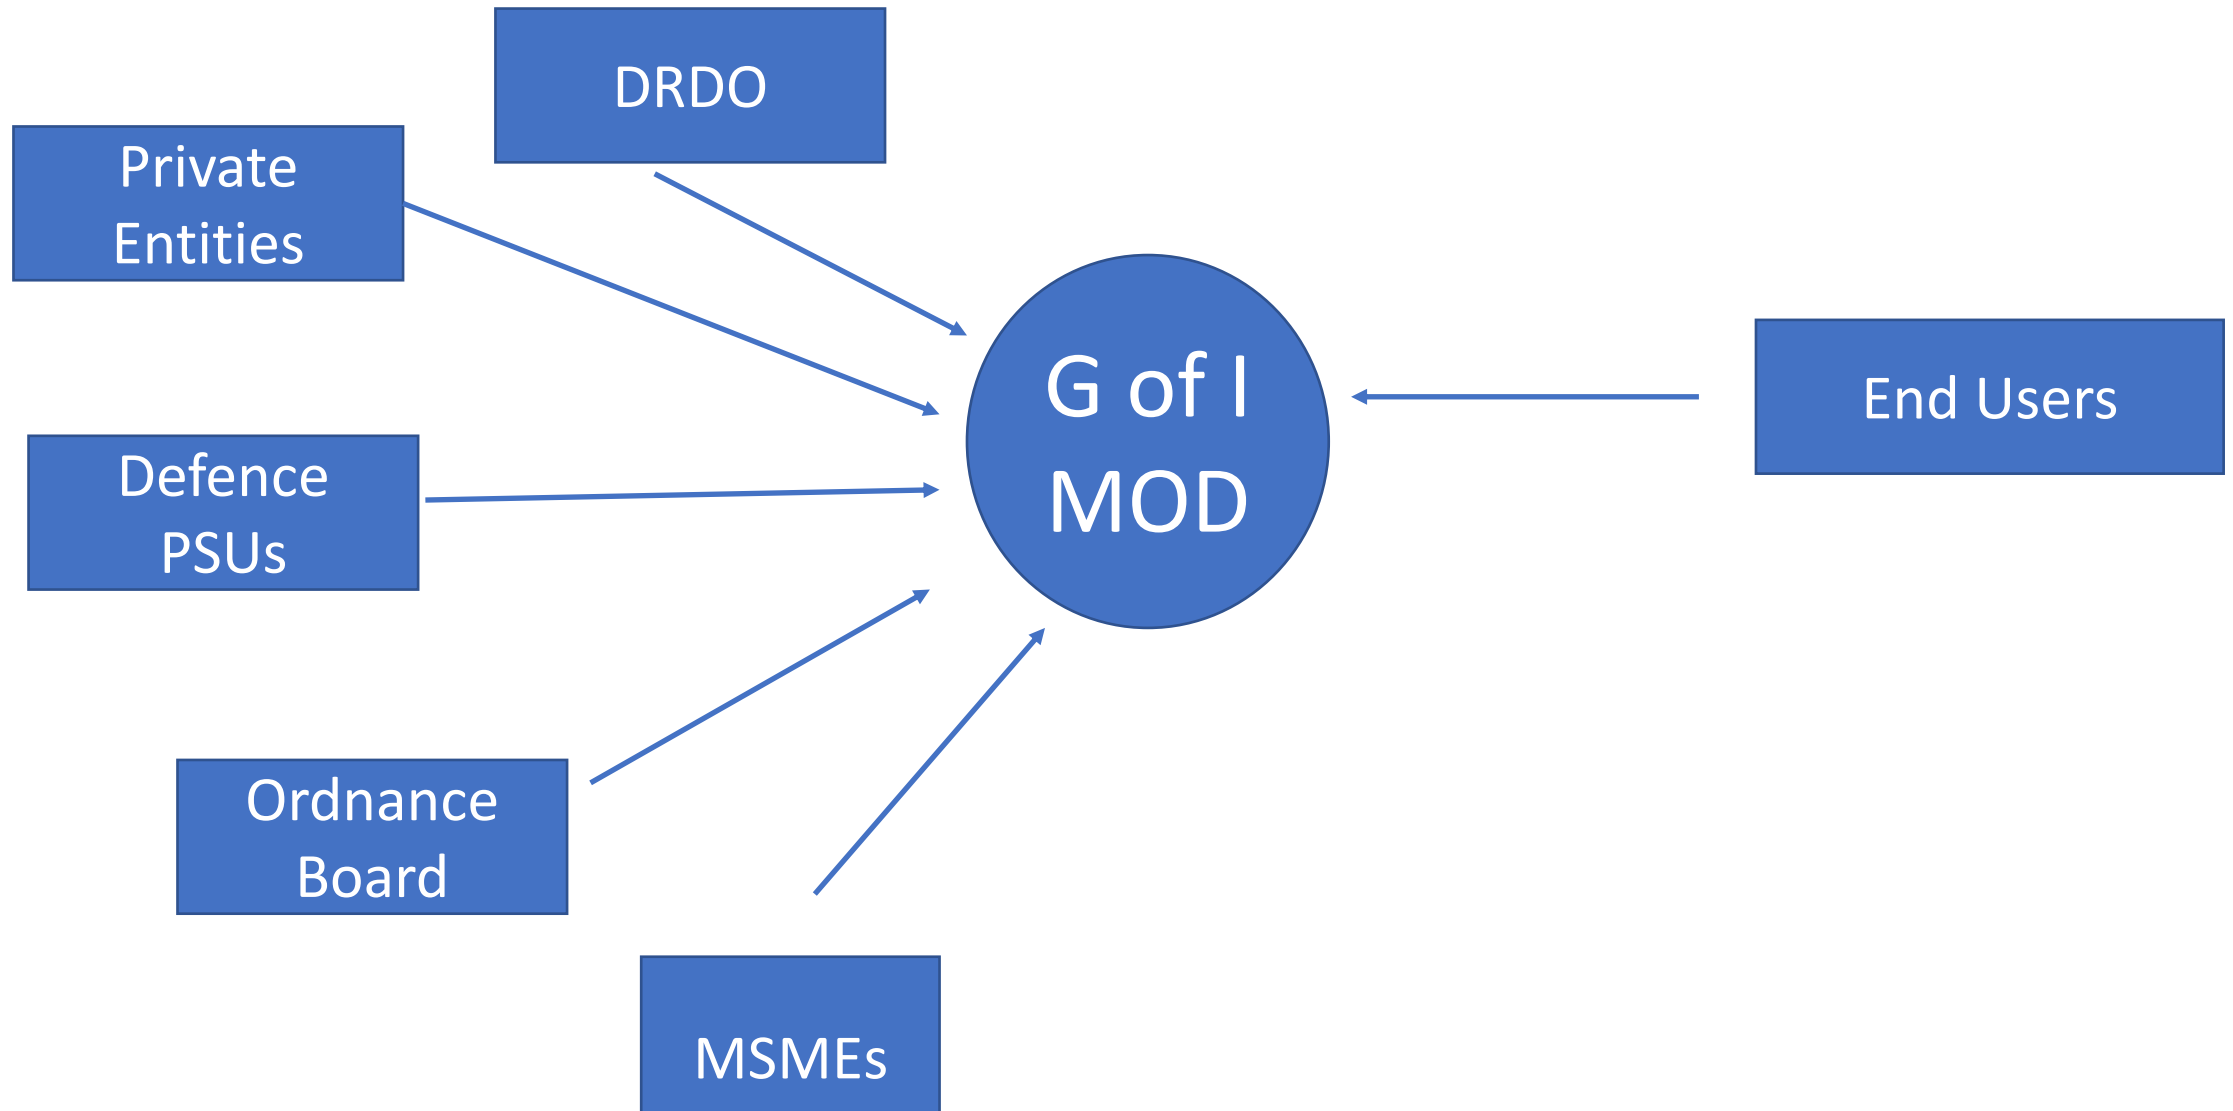 DRDO
Private
Entities
G of I
MOD
End Users
Defence
PSUs
Ordnance
Board
MSMEs